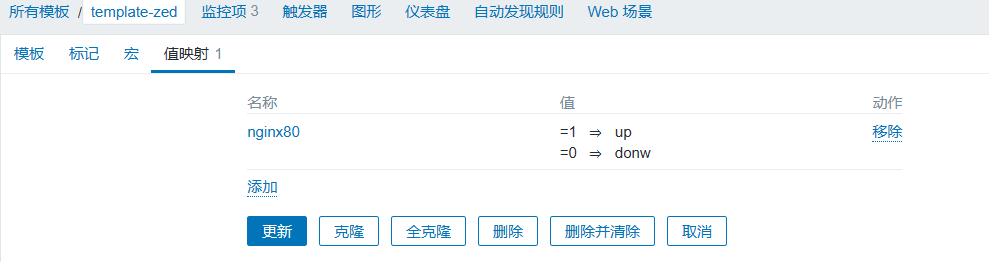 所有模板 / template-zed 监控项 3 触发器 图形 仪表盘 自动发现规则 Web 场景
模板 标记 宏 值映射 1
名称 值 动作
nginx80 =1 ⇒ up 移除
=0 ⇒ donw
添加
更新 克隆 全克隆 删除 删除并清除 取消